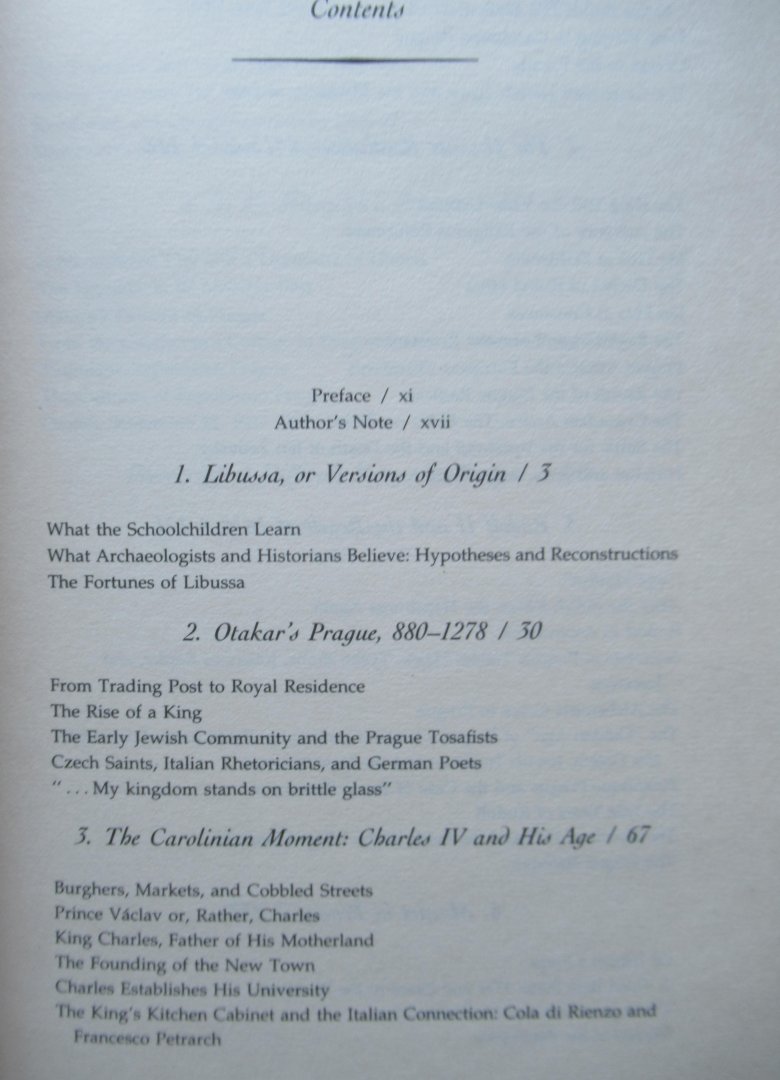 Contents
Preface / xi
Author's Note / xvii
1. Libussa, or Versions of Origin / 3
What the Schoolchildren Learn
What Archaeologists and Historians Believe: Hypotheses and Reconstructions
The Fortunes of Libussa
2. Otakar's Prague, 880–1278 / 30
From Trading Post to Royal Residence
The Rise of a King
The Early Jewish Community and the Prague Tosafists
Czech Saints, Italian Rhetoricians, and German Poets
" . . . My kingdom stands on brittle glass"
3. The Carolinian Moment: Charles IV and His Age / 67
Burghers, Markets, and Cobbled Streets
Prince Václav or, Rather, Charles
King Charles, Father of His Motherland
The Founding of the New Town
Charles Establishes His University
The King's Kitchen Cabinet and the Italian Connection: Cola di Rienzo and
Francesco Petrarch